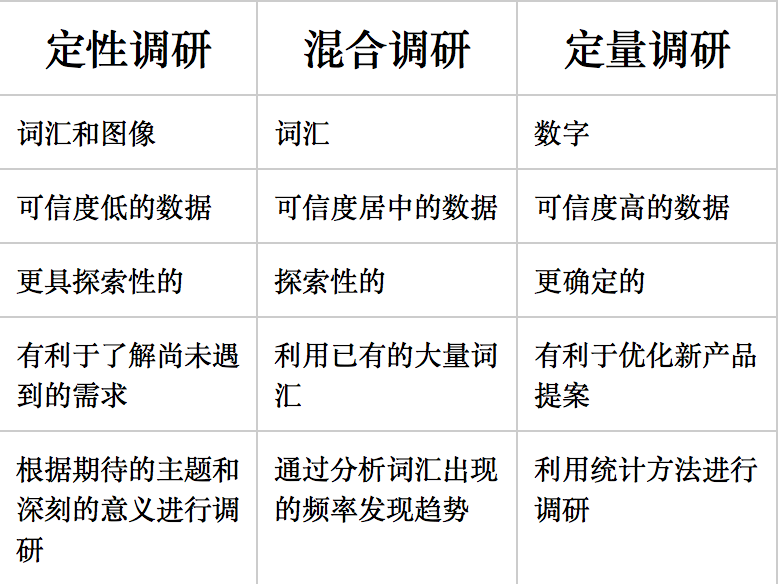 定性调研
混合调研
定量调研
词汇和图像
词汇
数字
可信度低的数据
可信度居中的数据
可信度高的数据
更具探索性的
探索性的
更确定的
有利于了解尚未遇
到的需求
利用已有的大量词
汇
有利于优化新产品
提案
根据期待的主题和
深刻的意义进行调
研
通过分析词汇出现
的频率发现趋势
利用统计方法进行
调研